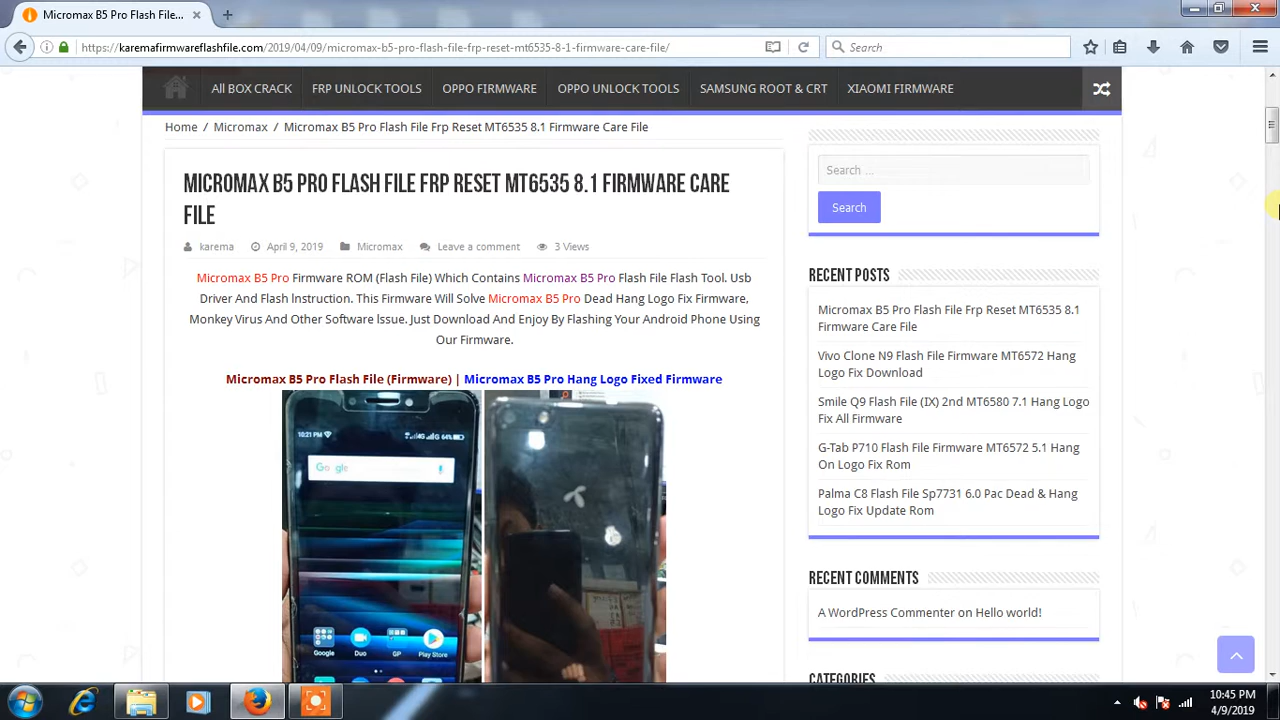 Micromax B5 Pro Flash File...
https://karemafirmwareflashfile.com/2019/04/09/micromax-b5-pro-flash-file-frp-reset-mt6535-8-1-firmware-care-file/
Search
All BOX CRACK
FRP UNLOCK TOOLS
OPPO FIRMWARE
OPPO UNLOCK TOOLS
SAMSUNG ROOT & CRT
XIAOMI FIRMWARE
Home / Micromax / Micromax B5 Pro Flash File Frp Reset MT6535 8.1 Firmware Care File
MICROMAX B5 PRO FLASH FILE FRP RESET MT6535 8.1 FIRMWARE CARE
FILE
karema April 9, 2019 Micromax Leave a comment 3 Views
Micromax B5 Pro Firmware ROM (Flash File) Which Contains Micromax B5 Pro Flash File Flash Tool. Usb
Driver And Flash Instruction. This Firmware Will Solve Micromax B5 Pro Dead Hang Logo Fix Firmware,
Monkey Virus And Other Software lssue. Just Download And Enjoy By Flashing Your Android Phone Using
Our Firmware.
Micromax B5 Pro Flash File (Firmware) | Micromax B5 Pro Hang Logo Fixed Firmware
10:21 PM
4G 64%
Google
Google
Duo
GP
Play Store
Search ...
Search
RECENT POSTS
Micromax B5 Pro Flash File Frp Reset MT6535 8.1
Firmware Care File
Vivo Clone N9 Flash File Firmware MT6572 Hang
Logo Fix Download
Smile Q9 Flash File (IX) 2nd MT6580 7.1 Hang Logo
Fix All Firmware
G-Tab P710 Flash File Firmware MT6572 5.1 Hang
On Logo Fix Rom
Palma C8 Flash File Sp7731 6.0 Pac Dead & Hang
Logo Fix Update Rom
RECENT COMMENTS
A WordPress Commenter on Hello world!
CATEGORIES
10:45 PM
4/9/2019